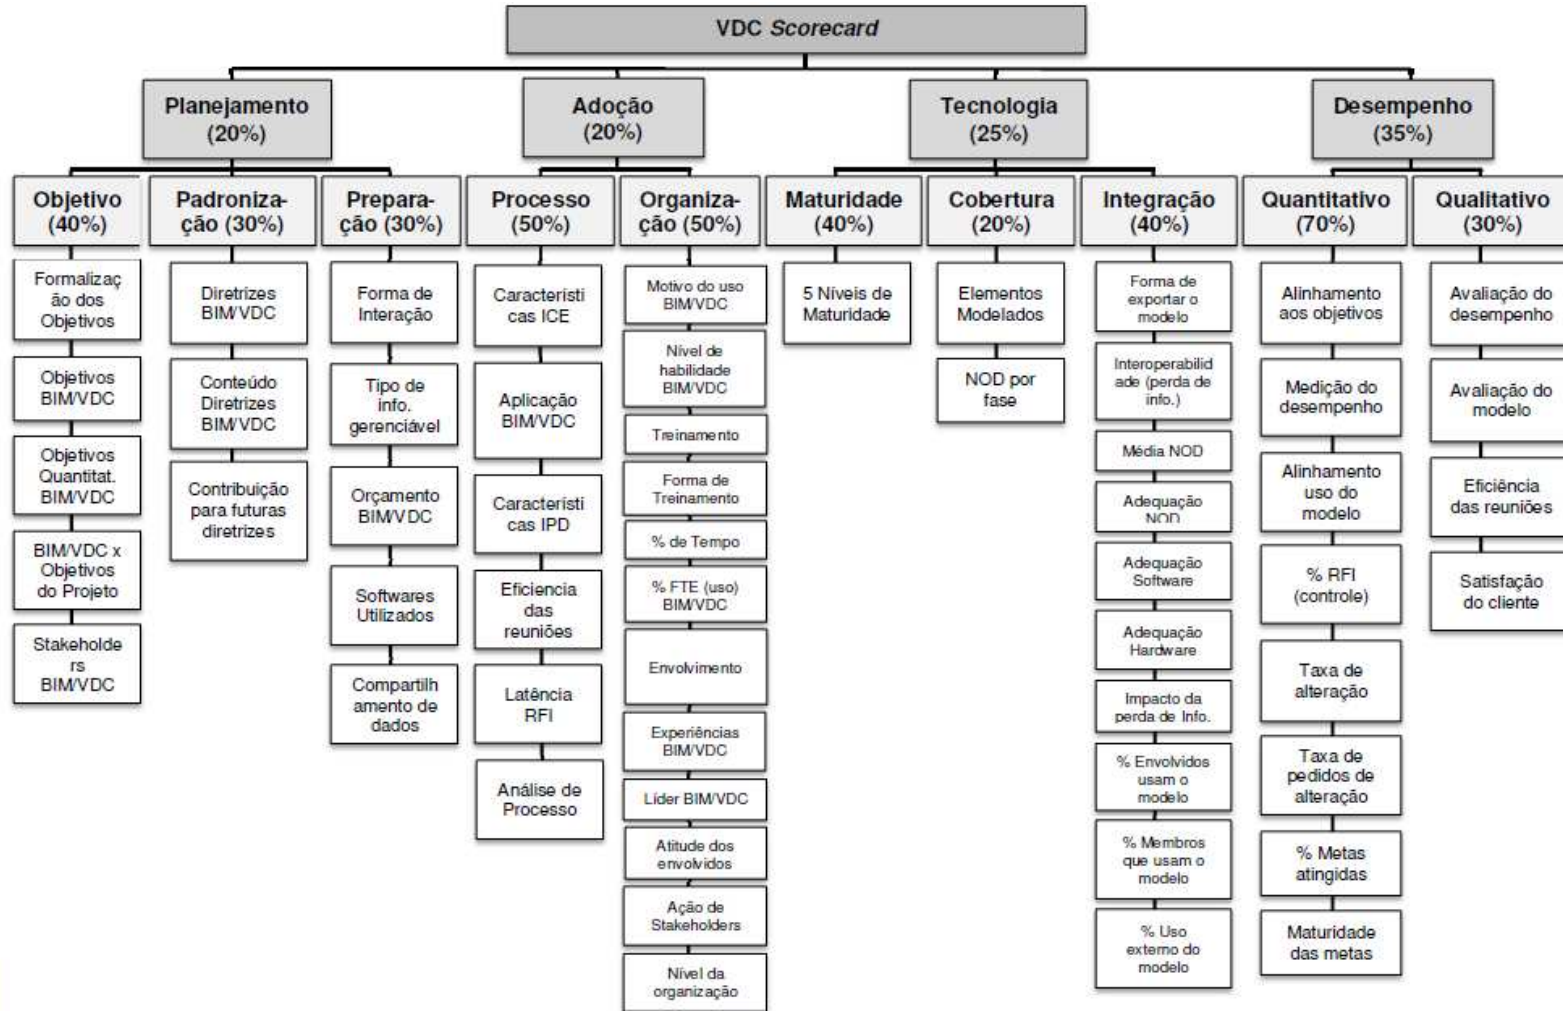 VDC Scorecard
Planejamento
(20%)
Adoção
(20%)
Tecnologia
(25%)
Desempenho
(35%)
Objetivo
(40%)
Formalizaç
ão dos
Objetivos
Objetivos
BIM/VDC
Objetivos
Quantitat.
BIM/VDC
BIM/VDC x
Objetivos
do Projeto
Stakeholde
rs
BIM/VDC
Padroniza-
ção (30%)
Diretrizes
BIM/VDC
Conteúdo
Diretrizes
BIM/VDC
Contribuição
para futuras
diretrizes
Prepara-
ção (30%)
Forma de
Interação
Tipo de
info.
gerenciável
Orçamento
BIM/VDC
Softwares
Utilizados
Compartilh
amento de
dados
Processo
(50%)
Característi
cas ICE
Aplicação
BIM/VDC
Característi
cas IPD
Eficiencia
das
reuniões
Latência
RFI
Análise de
Processo
Organiza-
ção (50%)
Motivo do uso
BIM/VDC
Nível de
habilidade
BIM/VDC
Treinamento
Forma de
Treinamento
% de Tempo
% FTE (uso)
BIM/VDC
Envolvimento
Experiências
BIM/VDC
Líder BIM/VDC
Atitude dos
envolvidos
Ação de
Stakeholders
Nível da
organização
Maturidade
(40%)
5 Níveis de
Maturidade
Cobertura
(20%)
Elementos
Modelados
NOD por
fase
Integração
(40%)
Forma de
exportar o
modelo
Interoperabilid
ade (perda de
info.)
Média NOD
Adequação
NOD
Adequação
Software
Adequação
Hardware
Impacto da
perda de Info.
% Envolvidos
usam o
modelo
% Membros
que usam o
modelo
% Uso
externo do
modelo
Quantitativo
(70%)
Alinhamento
aos objetivos
Medição do
desempenho
Alinhamento
uso do
modelo
% RFI
(controle)
Taxa de
alteração
Taxa de
pedidos de
alteração
% Metas
atingidas
Maturidade
das metas
Qualitativo
(30%)
Avaliação do
desempenho
Avaliação do
modelo
Eficiência
das reuniões
Satisfação
do cliente